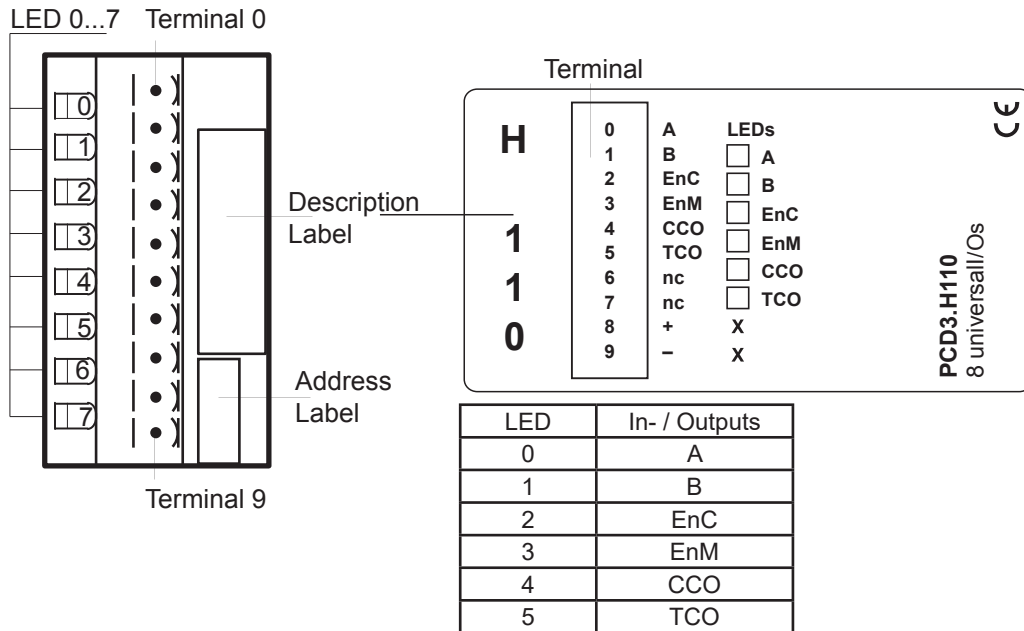 LED 0...7 Terminal 0
0
1
2
3
4
5
6
7
Terminal 9
Description
Label
Address
Label
Terminal
H
1
1
0
0 A LEDs
1 B A
2 EnC B
3 EnM EnC
4 CCO EnM
5 TCO CCO
6 nc TCO
7 nc
8 + X
9 – X
PCD3.H110
8 universall/Os
CE
LED In- / Outputs
0 A
1 B
2 EnC
3 EnM
4 CCO
5 TCO